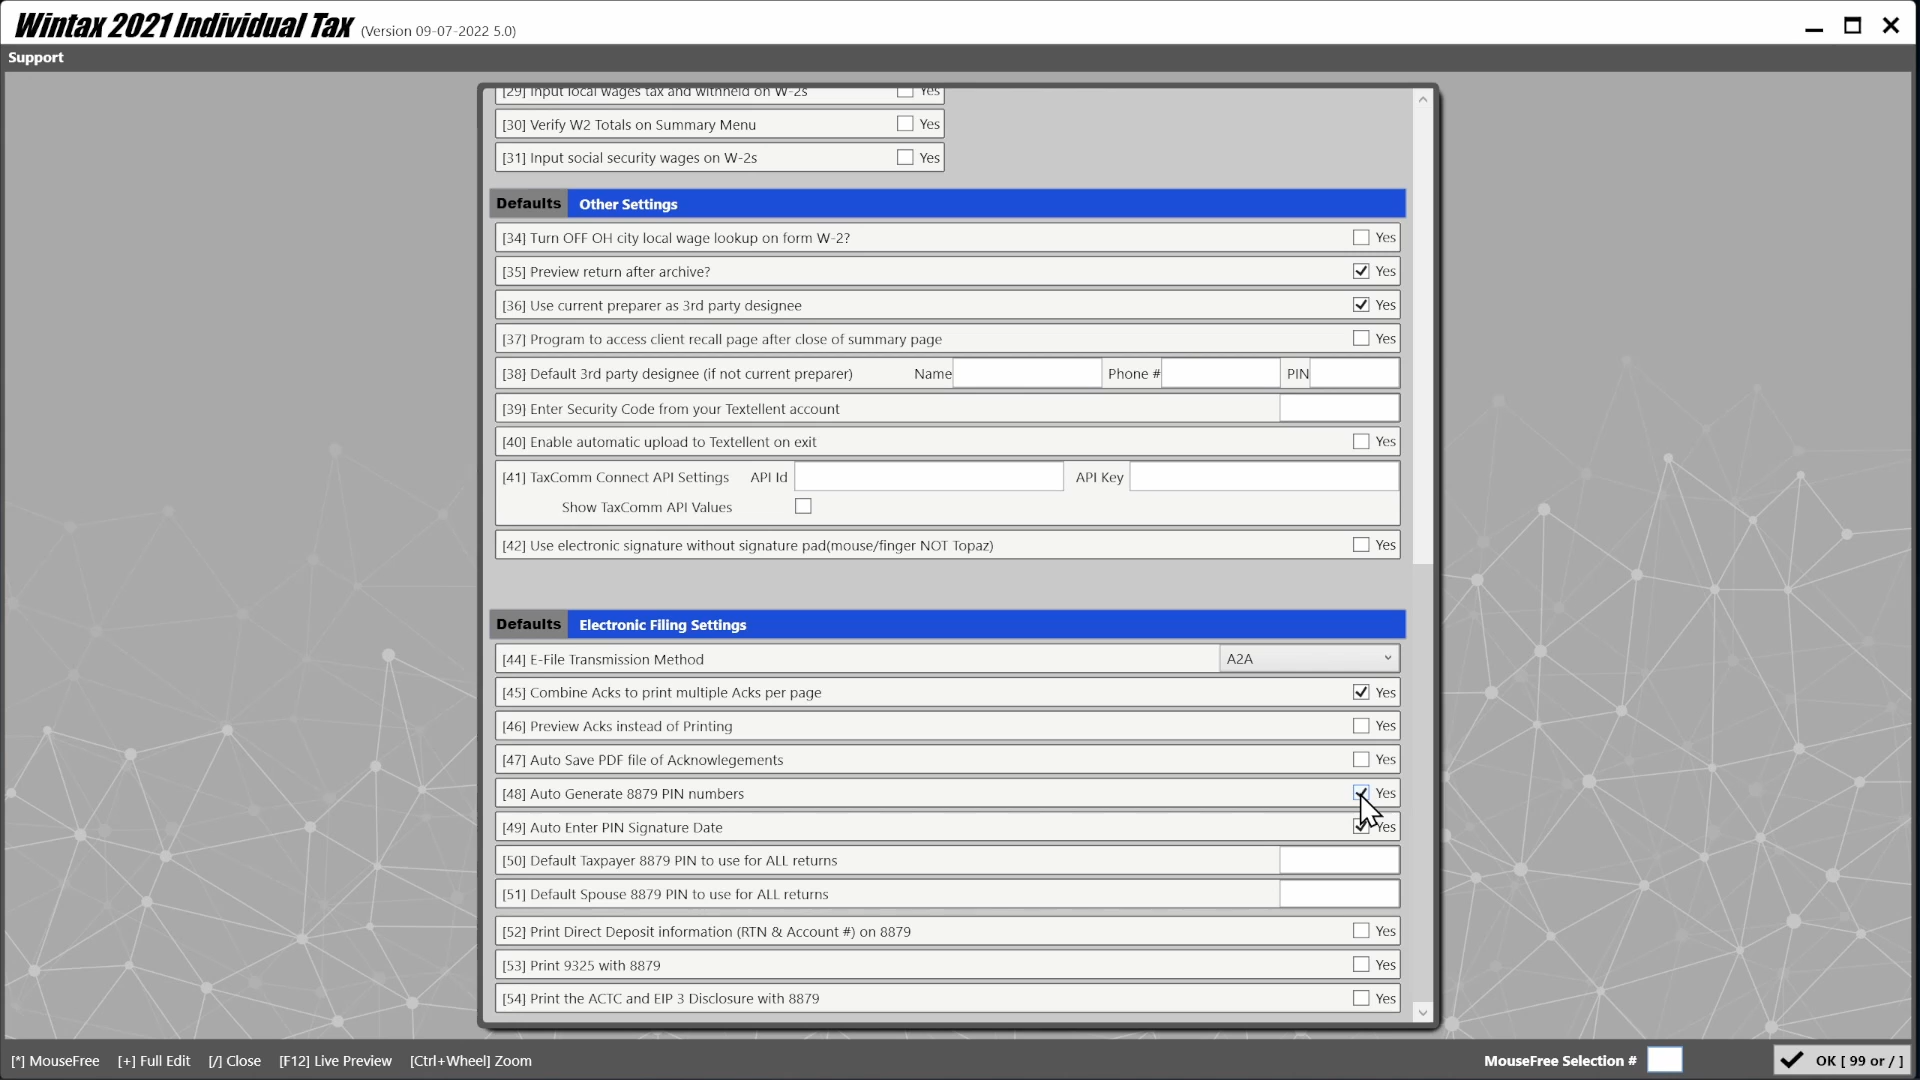 Wintax 2021 Individual Tax (Version 09-07-2022 5.0)
Support
[29] Input local wages tax and withheld on W-2s Yes
[30] Verify W2 Totals on Summary Menu Yes
[31] Input social security wages on W-2s Yes
Defaults Other Settings
[34] Turn OFF OH city local wage lookup on form W-2? Yes
[35] Preview return after archive? Yes
[36] Use current preparer as 3rd party designee Yes
[37] Program to access client recall page after close of summary page Yes
[38] Default 3rd party designee (if not current preparer) Name Phone # PIN
[39] Enter Security Code from your Textellent account
[40] Enable automatic upload to Textellent on exit Yes
[41] TaxComm Connect API Settings API Id API Key
Show TaxComm API Values
[42] Use electronic signature without signature pad(mouse/finger NOT Topaz) Yes
Defaults Electronic Filing Settings
[44] E-File Transmission Method A2A
[45] Combine Acks to print multiple Acks per page Yes
[46] Preview Acks instead of Printing Yes
[47] Auto Save PDF file of Acknowlegements Yes
[48] Auto Generate 8879 PIN numbers Yes
[49] Auto Enter PIN Signature Date Yes
[50] Default Taxpayer 8879 PIN to use for ALL returns
[51] Default Spouse 8879 PIN to use for ALL returns
[52] Print Direct Deposit information (RTN & Account #) on 8879 Yes
[53] Print 9325 with 8879 Yes
[54] Print the ACTC and EIP 3 Disclosure with 8879 Yes
[*] MouseFree [+] Full Edit [/] Close [F12] Live Preview [Ctrl+Wheel] Zoom MouseFree Selection # OK [ 99 or / ]